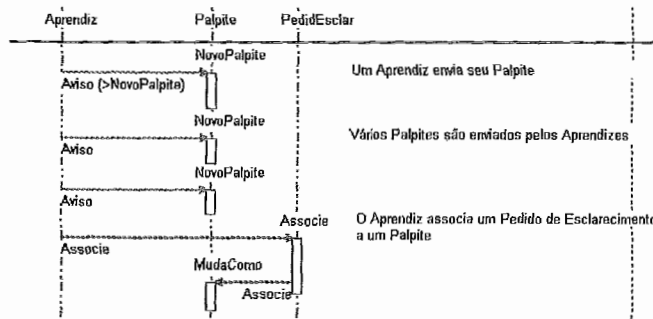 Aprendiz Palpite PedidEsclar
NovoPalpite
Um Aprendiz envia seu Palpite
Aviso (>NovoPalpite)
NovoPalpite
Vários Palpites são enviados pelos Aprendizes
Aviso
NovoPalpite
Aviso
Associe
O Aprendiz associa um Pedido de Esclarecimento
a um Palpite
Associe
MudaComo
Associe